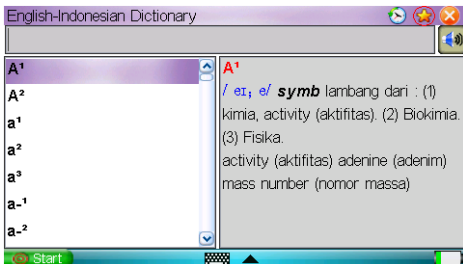 English-Indonesian Dictionary
A¹
A²
a¹
a²
a³
a-¹
a-²
A¹
/ eɪ; e/ symb lambang dari : (1)
kimia, activity (aktifitas). (2) Biokimia.
(3) Fisika.
activity (aktifitas) adenine (adenim)
mass number (nomor massa)
Start